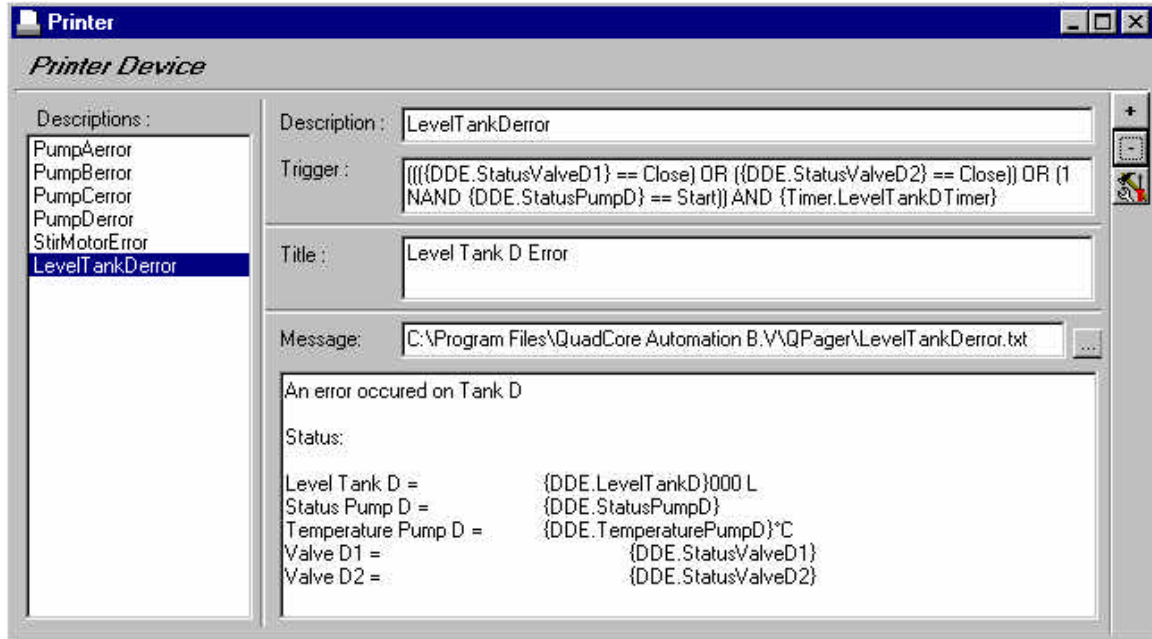 Printer
Printer Device
Descriptions :
PumpAerror
PumpBerror
PumpCerror
PumpDerror
StirMotorError
LevelTankDerror
Description :
LevelTankDerror
Trigger :
(((({DDE.StatusValveD1} == Close) OR ({DDE.StatusValveD2} == Close)) OR (1
NAND {DDE.StatusPumpD} == Start)) AND {Timer.LevelTankDTimer}
Title :
Level Tank D Error
Message:
C:\Program Files\QuadCore Automation B.V\QPager\LevelTankDerror.txt
...
An error occured on Tank D
Status:
Level Tank D = {DDE.LevelTankD}000 L
Status Pump D = {DDE.StatusPumpD}
Temperature Pump D = {DDE.TemperaturePumpD}°C
Valve D1 = {DDE.StatusValveD1}
Valve D2 = {DDE.StatusValveD2}
+
-